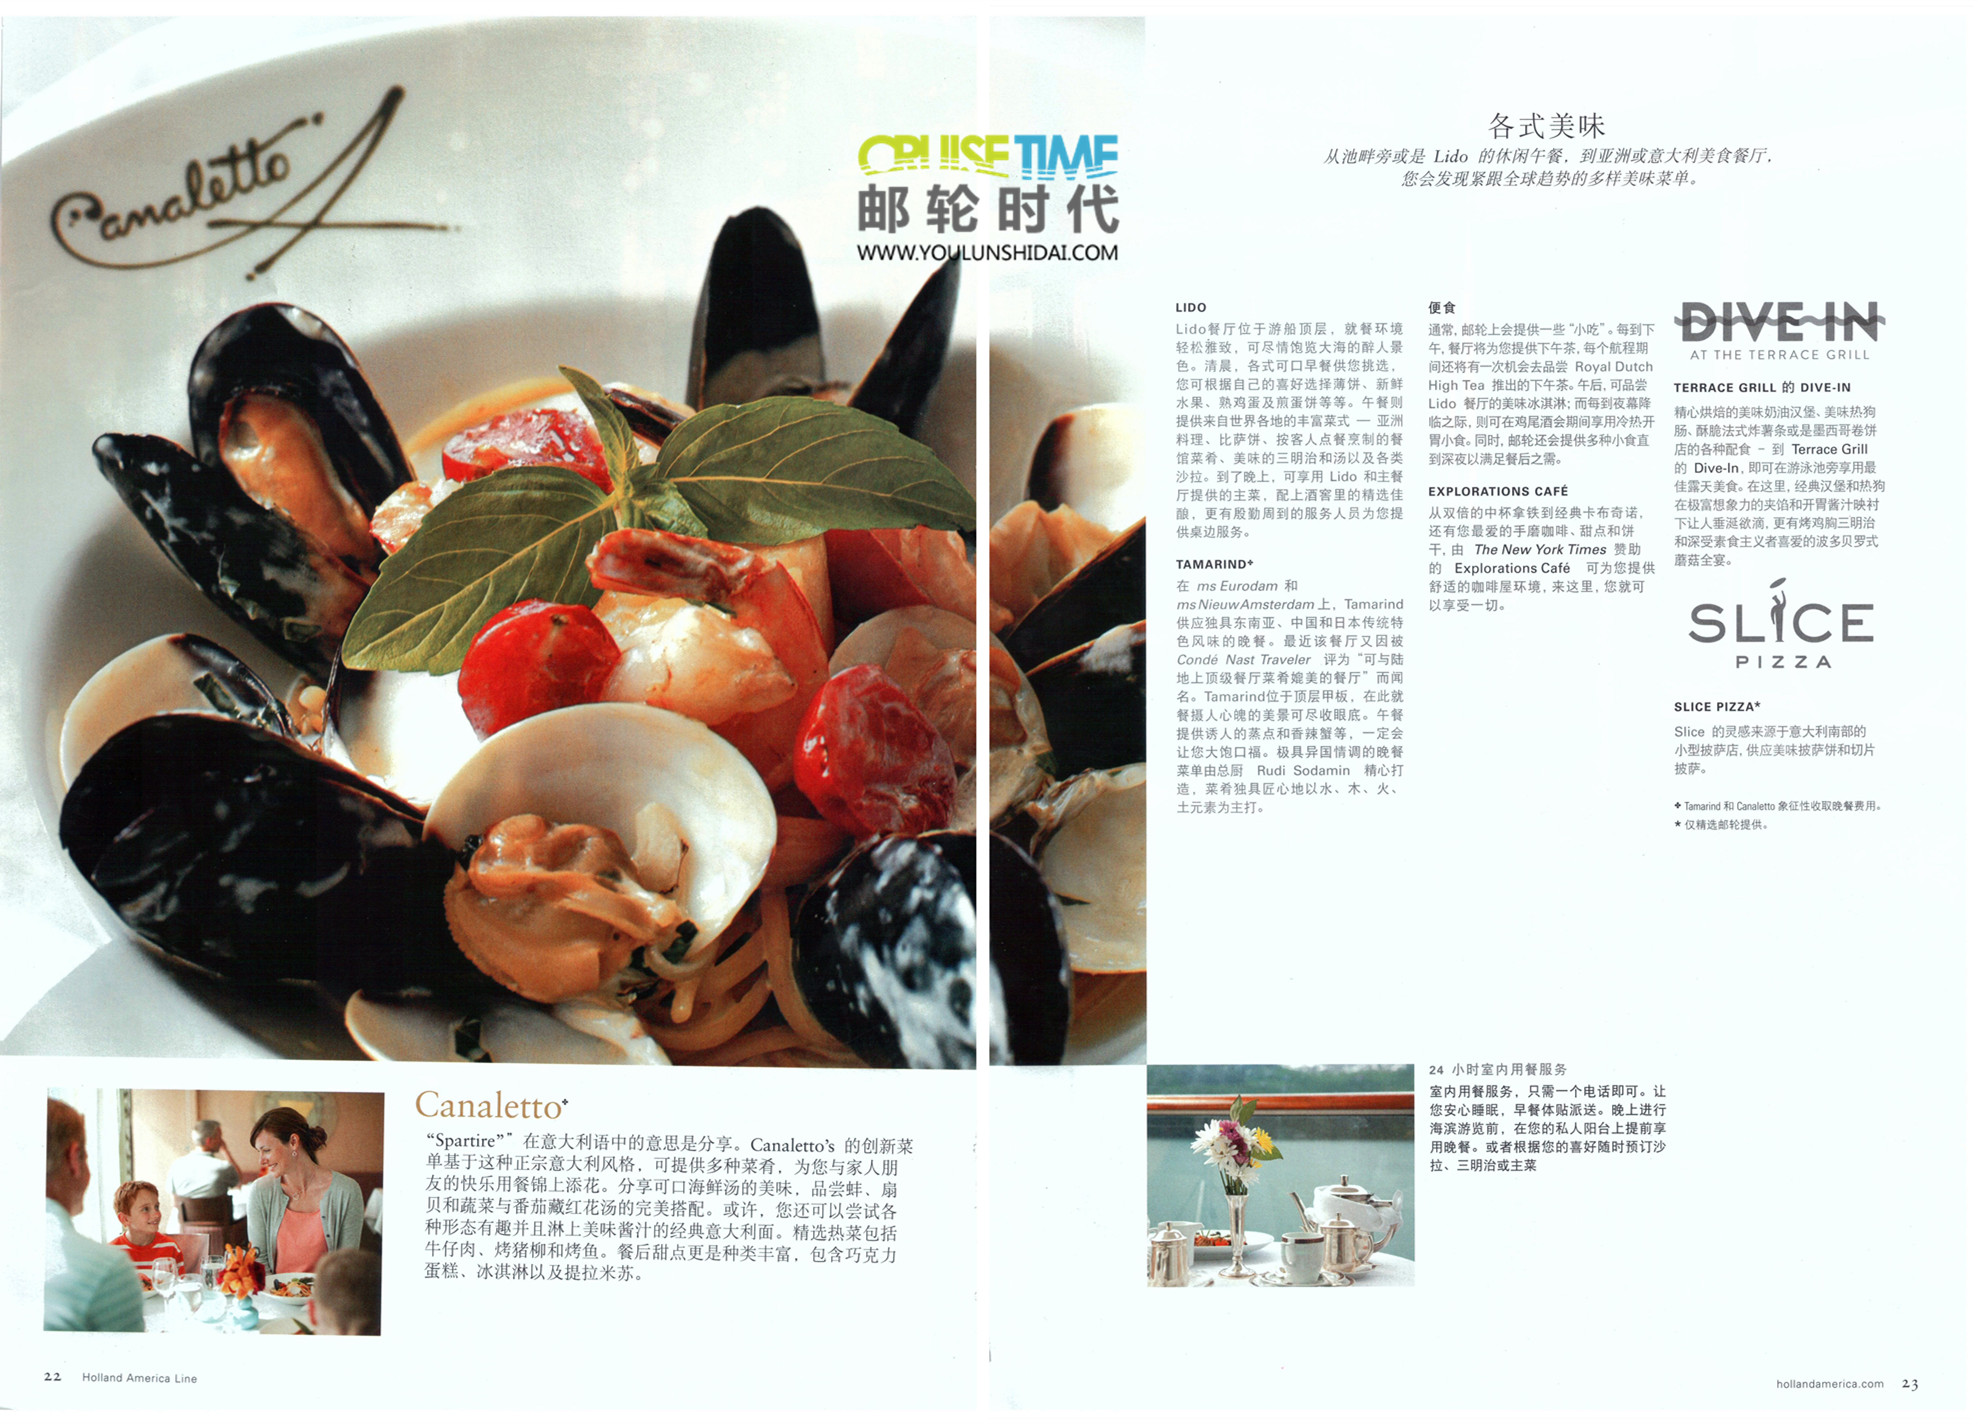 Canaletto
CRUISE TIME
邮轮时代
WWW.YOULUNSHIDAI.COM
Canaletto✤
“Spartire”” 在意大利语中的意思是分享。Canaletto’s 的创新菜
单基于这种正宗意大利风格，可提供多种菜肴，为您与家人朋
友的快乐用餐锦上添花。分享可口海鲜汤的美味，品尝蚌、扇
贝和蔬菜与番茄藏红花汤的完美搭配。或许，您还可以尝试各
种形态有趣并且淋上美味酱汁的经典意大利面。精选热菜包括
牛仔肉、烤猪柳和烤鱼。餐后甜点更是种类丰富，包含巧克力
蛋糕、冰淇淋以及提拉米苏。
22 Holland America Line
各式美味
从池畔旁或是 Lido 的休闲午餐，到亚洲或意大利美食餐厅，
您会发现紧跟全球趋势的多样美味菜单。
LIDO
Lido餐厅位于游船顶层，就餐环境
轻松雅致，可尽情饱览大海的醉人景
色。清晨，各式可口早餐供您挑选，
您可根据自己的喜好选择薄饼、新鲜
水果、熟鸡蛋及煎蛋饼等等。午餐则
提供来自世界各地的丰富菜式 — 亚洲
料理、比萨饼、按客人点餐烹制的餐
馆菜肴、美味的三明治和汤以及各类
沙拉。到了晚上，可享用 Lido 和主餐
厅提供的主菜，配上酒窖里的精选佳
酿，更有殷勤周到的服务人员为您提
供桌边服务。
TAMARIND✤
在 ms Eurodam 和
ms Nieuw Amsterdam 上，Tamarind
供应独具东南亚、中国和日本传统特
色风味的晚餐。最近该餐厅又因被
Condé Nast Traveler 评为“可与陆
地上顶级餐厅菜肴媲美的餐厅”而闻
名。Tamarind位于顶层甲板，在此就
餐摄人心魄的美景可尽收眼底。午餐
提供诱人的蒸点和香辣蟹等，一定会
让您大饱口福。极具异国情调的晚餐
菜单由总厨 Rudi Sodamin 精心打
造，菜肴独具匠心地以水、木、火、
土元素为主打。
便食
通常，邮轮上会提供一些“小吃”。每到下
午，餐厅将为您提供下午茶，每个航程期
间还将有一次机会去品尝 Royal Dutch
High Tea 推出的下午茶。午后，可品尝
Lido 餐厅的美味冰淇淋；而每到夜幕降
临之际，则可在鸡尾酒会期间享用冷热开
胃小食。同时，邮轮还会提供多种小食直
到深夜以满足餐后之需。
EXPLORATIONS CAFÉ
从双倍的中杯拿铁到经典卡布奇诺，
还有您最爱的手磨咖啡、甜点和饼
干，由 The New York Times 赞助
的 Explorations Café 可为您提供
舒适的咖啡屋环境，来这里，您就可
以享受一切。
DIVE-IN
AT THE TERRACE GRILL
TERRACE GRILL 的 DIVE-IN
精心烘焙的美味奶油汉堡、美味热狗
肠、酥脆法式炸薯条或是墨西哥卷饼
店的各种配食 – 到 Terrace Grill
的 Dive-In，即可在游泳池旁享用最
佳露天美食。在这里，经典汉堡和热狗
在极富想象力的夹馅和开胃酱汁映衬
下让人垂涎欲滴，更有烤鸡胸三明治
和深受素食主义者喜爱的波多贝罗式
蘑菇全宴。
SLICE
PIZZA
SLICE PIZZA*
Slice 的灵感来源于意大利南部的
小型披萨店，供应美味披萨饼和切片
披萨。
✤ Tamarind 和 Canaletto 象征性收取晚餐费用。
* 仅精选邮轮提供。
24 小时室内用餐服务
室内用餐服务，只需一个电话即可。让
您安心睡眠，早餐体贴派送。晚上进行
海滨游览前，在您的私人阳台上提前享
用晚餐。或者根据您的喜好随时预订沙
拉、三明治或主菜
hollandamerica.com 23